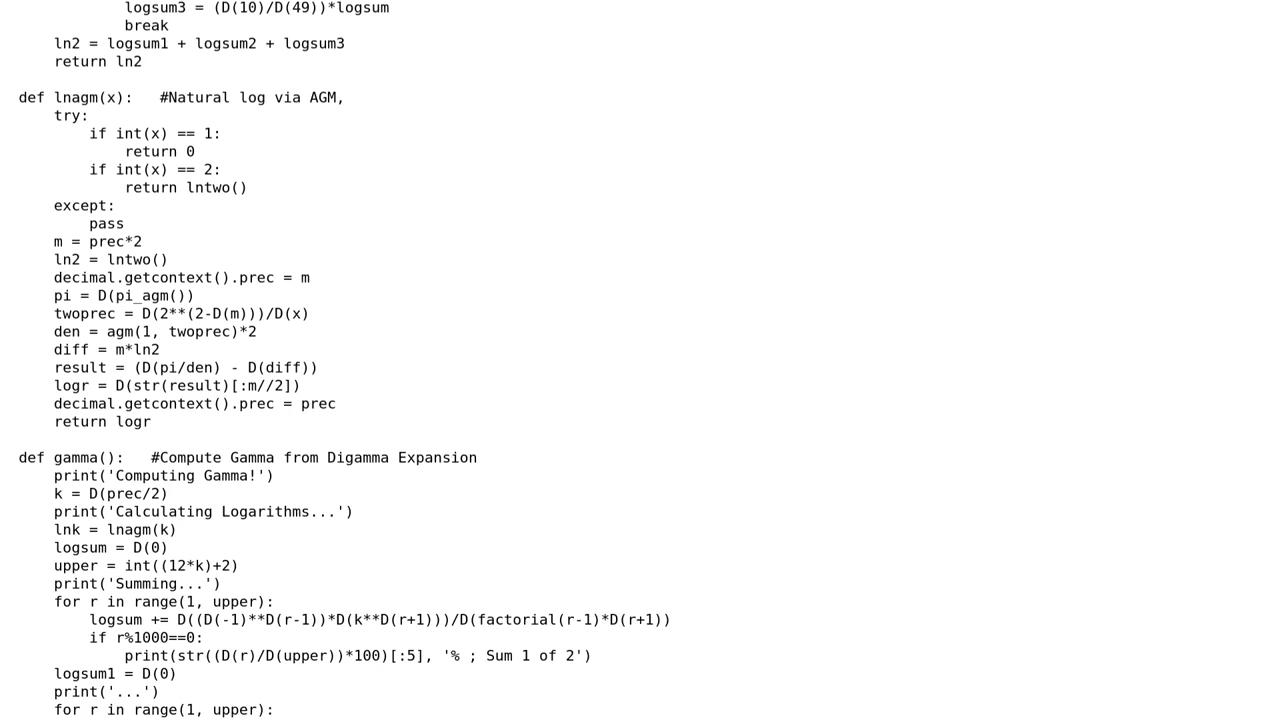 logsum3 = (D(10)/D(49))*logsum
            break
    ln2 = logsum1 + logsum2 + logsum3
    return ln2

def lnagm(x):   #Natural log via AGM,
    try:
        if int(x) == 1:
            return 0
        if int(x) == 2:
            return lntwo()
    except:
        pass
    m = prec*2
    ln2 = lntwo()
    decimal.getcontext().prec = m
    pi = D(pi_agm())
    twoprec = D(2**(2-D(m)))/D(x)
    den = agm(1, twoprec)*2
    diff = m*ln2
    result = (D(pi/den) - D(diff))
    logr = D(str(result)[:m//2])
    decimal.getcontext().prec = prec
    return logr

def gamma():   #Compute Gamma from Digamma Expansion
    print('Computing Gamma!')
    k = D(prec/2)
    print('Calculating Logarithms...')
    lnk = lnagm(k)
    logsum = D(0)
    upper = int((12*k)+2)
    print('Summing...')
    for r in range(1, upper):
        logsum += D((D(-1)**D(r-1))*D(k**D(r+1)))/D(factorial(r-1)*D(r+1))
        if r%1000==0:
            print(str((D(r)/D(upper))*100)[:5], '% ; Sum 1 of 2')
    logsum1 = D(0)
    print('...')
    for r in range(1, upper):